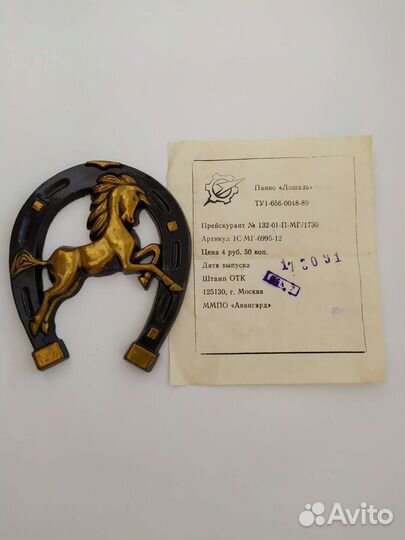 Панно «Лошадь»
ТУ1-656-0048-89
Прейскурант № 132-01-П-МГ/1730
Артикул 1С-МГ-6995-12
Цена 4 руб. 50 коп.
Дата выпуска
Штамп ОТК
125130, г. Москва
ММПО «Авангард»
Avito